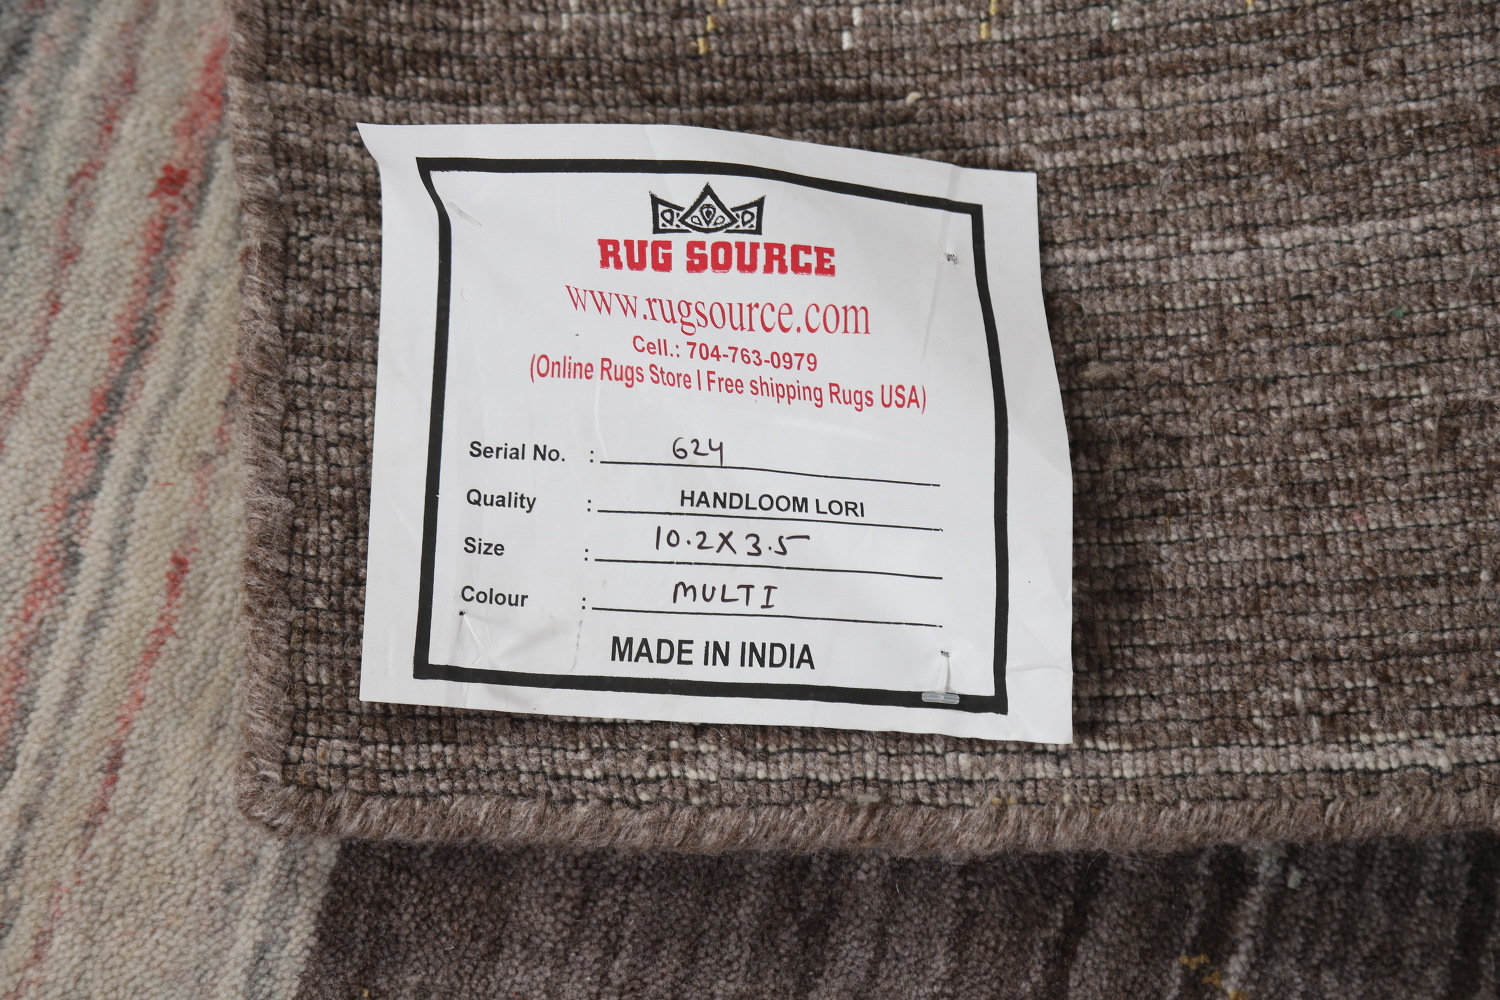 RUG SOURCE
www.rugsource.com
Cell.: 704-763-0979
(Online Rugs Store I Free shipping Rugs USA)
Serial No. : 624
Quality : HANDLOOM LORI
Size : 10.2X3.5
Colour : MULTI
MADE IN INDIA